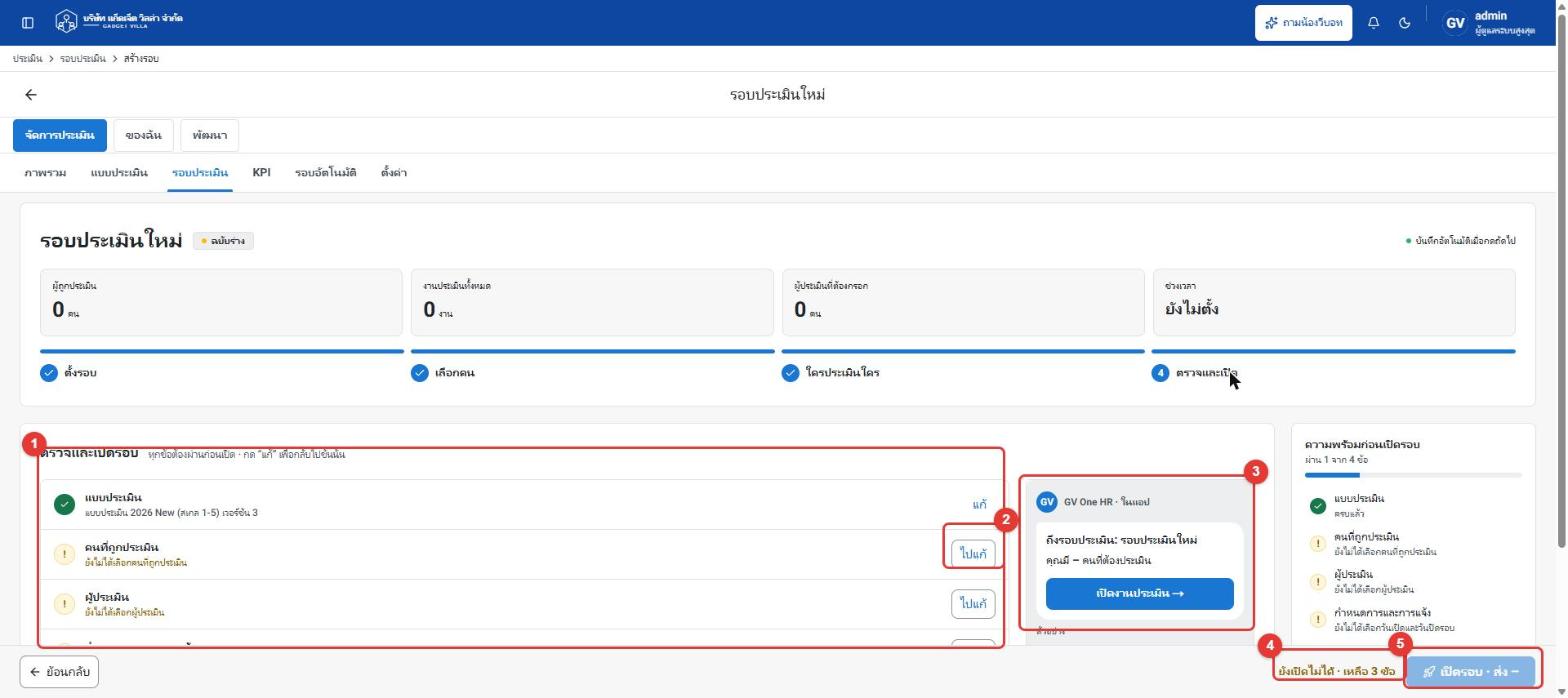 บริษัท แก็ดเจ็ต วิลล่า จำกัด
GADGET VILLA
ถามน้องวีบอท
GV
admin
ผู้ดูแลระบบสูงสุด
ประเมิน > รอบประเมิน > สร้างรอบ
รอบประเมินใหม่
จัดการประเมิน
ของฉัน
พัฒนา
ภาพรวม
แบบประเมิน
รอบประเมิน
KPI
รอบอัตโนมัติ
ตั้งค่า
รอบประเมินใหม่
ฉบับร่าง
บันทึกอัตโนมัติเมื่อกดถัดไป
ผู้ถูกประเมิน
0 คน
งานประเมินทั้งหมด
0 งาน
ผู้ประเมินที่ต้องกรอก
0 คน
ช่วงเวลา
ยังไม่ตั้ง
ตั้งรอบ
เลือกคน
ใครประเมินใคร
4 ตรวจและเปิด
1
ตรวจและเปิดรอบ ทุกข้อต้องผ่านก่อนเปิด · กด "แก้" เพื่อกลับไปขั้นนั้น
แบบประเมิน
แบบประเมิน 2026 New (สเกล 1-5) เวอร์ชัน 3
แก้
2
คนที่ถูกประเมิน
ยังไม่ได้เลือกคนที่ถูกประเมิน
ไปแก้
ผู้ประเมิน
ยังไม่ได้เลือกผู้ประเมิน
ไปแก้
3
GV GV One HR · ในแอป
ถึงรอบประเมิน: รอบประเมินใหม่
คุณมี – คนที่ต้องประเมิน
เปิดงานประเมิน →
ตัวอย่าง
ความพร้อมก่อนเปิดรอบ
ผ่าน 1 จาก 4 ข้อ
แบบประเมิน
ครบแล้ว
คนที่ถูกประเมิน
ยังไม่ได้เลือกคนที่ถูกประเมิน
ผู้ประเมิน
ยังไม่ได้เลือกผู้ประเมิน
กำหนดการและการแจ้ง
ยังไม่ได้เลือกวันเปิดและวันปิดรอบ
← ย้อนกลับ
4
ยังเปิดไม่ได้ · เหลือ 3 ข้อ
5
เปิดรอบ · ส่ง –